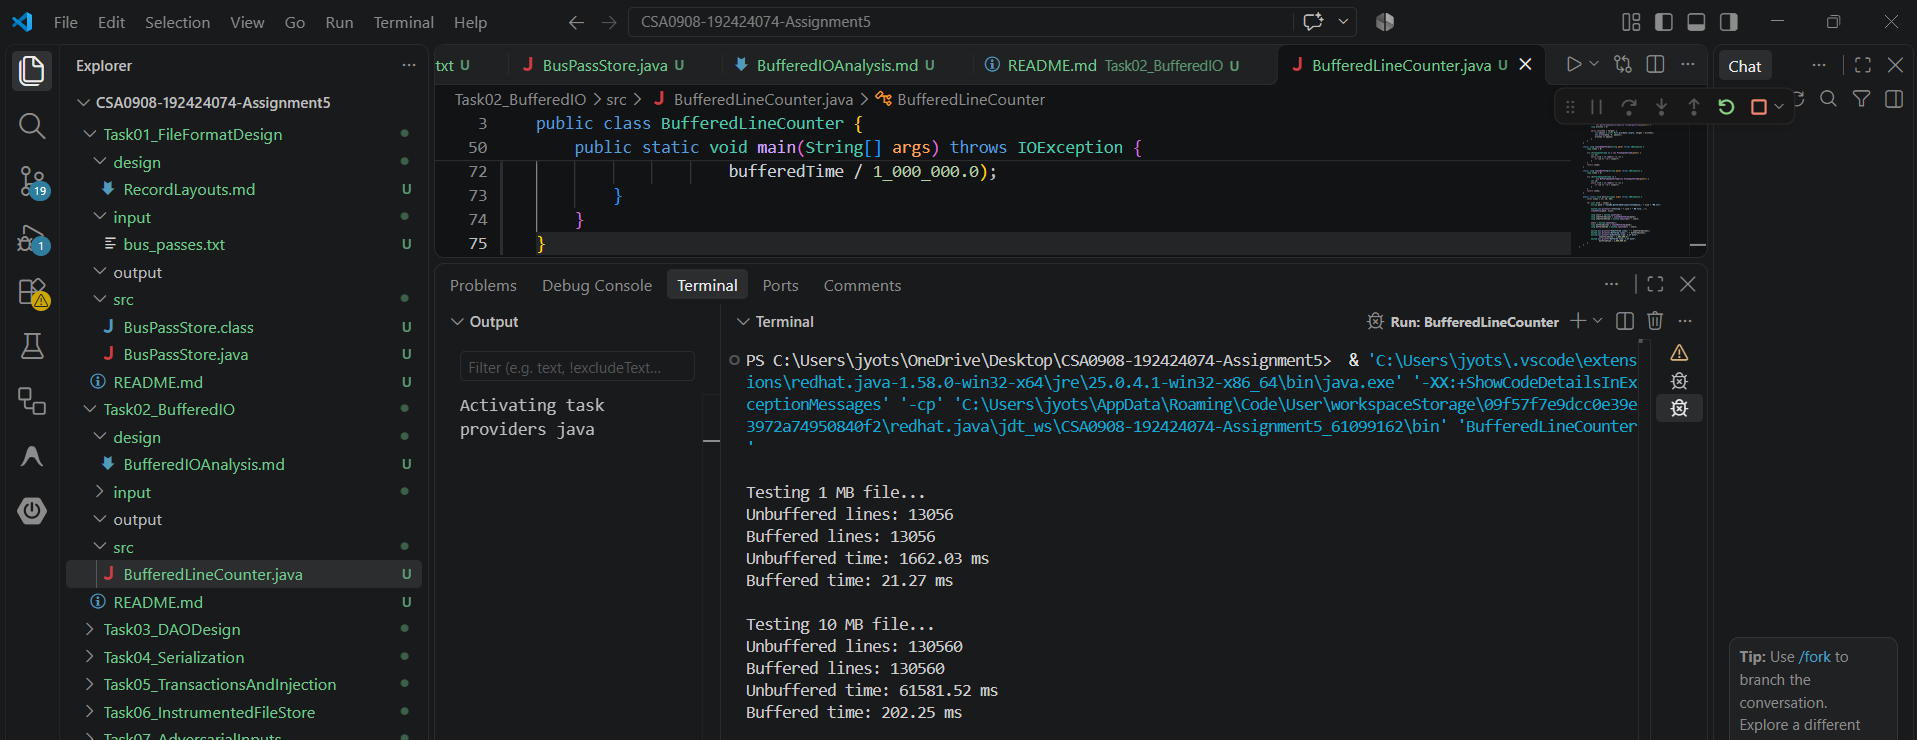 File Edit Selection View Go Run Terminal Help
CSA0908-192424074-Assignment5
Explorer
CSA0908-192424074-Assignment5
Task01_FileFormatDesign
design
RecordLayouts.md U
input
bus_passes.txt U
output
src
BusPassStore.class U
BusPassStore.java U
README.md U
Task02_BufferedIO
design
BufferedIOAnalysis.md U
input
output
src
BufferedLineCounter.java U
README.md U
Task03_DAODesign
Task04_Serialization
Task05_TransactionsAndInjection
Task06_InstrumentedFileStore
Task07_AdversarialInputs
19
1
txt U
BusPassStore.java U
BufferedIOAnalysis.md U
README.md Task02_BufferedIO U
BufferedLineCounter.java U
Task02_BufferedIO > src > BufferedLineCounter.java > BufferedLineCounter
3 public class BufferedLineCounter {
50 public static void main(String[] args) throws IOException {
72 bufferedTime / 1_000_000.0);
73 }
74 }
75 }
Problems Debug Console Terminal Ports Comments
Output
Filter (e.g. text, !excludeText...
Activating task
providers java
Terminal
Run: BufferedLineCounter
PS C:\Users\jyots\OneDrive\Desktop\CSA0908-192424074-Assignment5> & 'C:\Users\jyots\.vscode\extens
ions\redhat.java-1.58.0-win32-x64\jre\25.0.4.1-win32-x86_64\bin\java.exe' '-XX:+ShowCodeDetailsInEx
ceptionMessages' '-cp' 'C:\Users\jyots\AppData\Roaming\Code\User\workspaceStorage\09f57f7e9dcc0e39e
3972a74950840f2\redhat.java\jdt_ws\CSA0908-192424074-Assignment5_61099162\bin' 'BufferedLineCounter
'
Testing 1 MB file...
Unbuffered lines: 13056
Buffered lines: 13056
Unbuffered time: 1662.03 ms
Buffered time: 21.27 ms
Testing 10 MB file...
Unbuffered lines: 130560
Buffered lines: 130560
Unbuffered time: 61581.52 ms
Buffered time: 202.25 ms
Chat
Tip: Use /fork to
branch the
conversation.
Explore a different